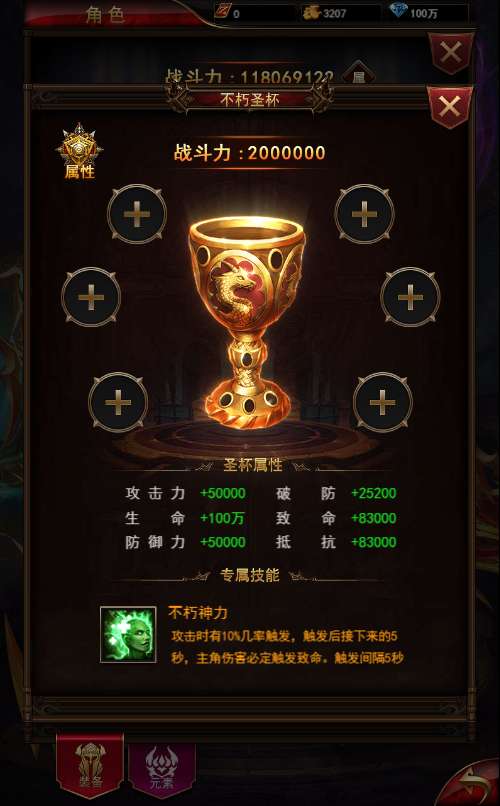 角色
0
3207
100万
战斗力：118069122
属
不朽圣杯
属性
战斗力：2000000
圣杯属性
攻击力 +50000 破防 +25200
生命 +100万 致命 +83000
防御力 +50000 抵抗 +83000
专属技能
不朽神力
攻击时有10%几率触发，触发后接下来的5
秒，主角伤害必定触发致命。触发间隔5秒
装备
元素